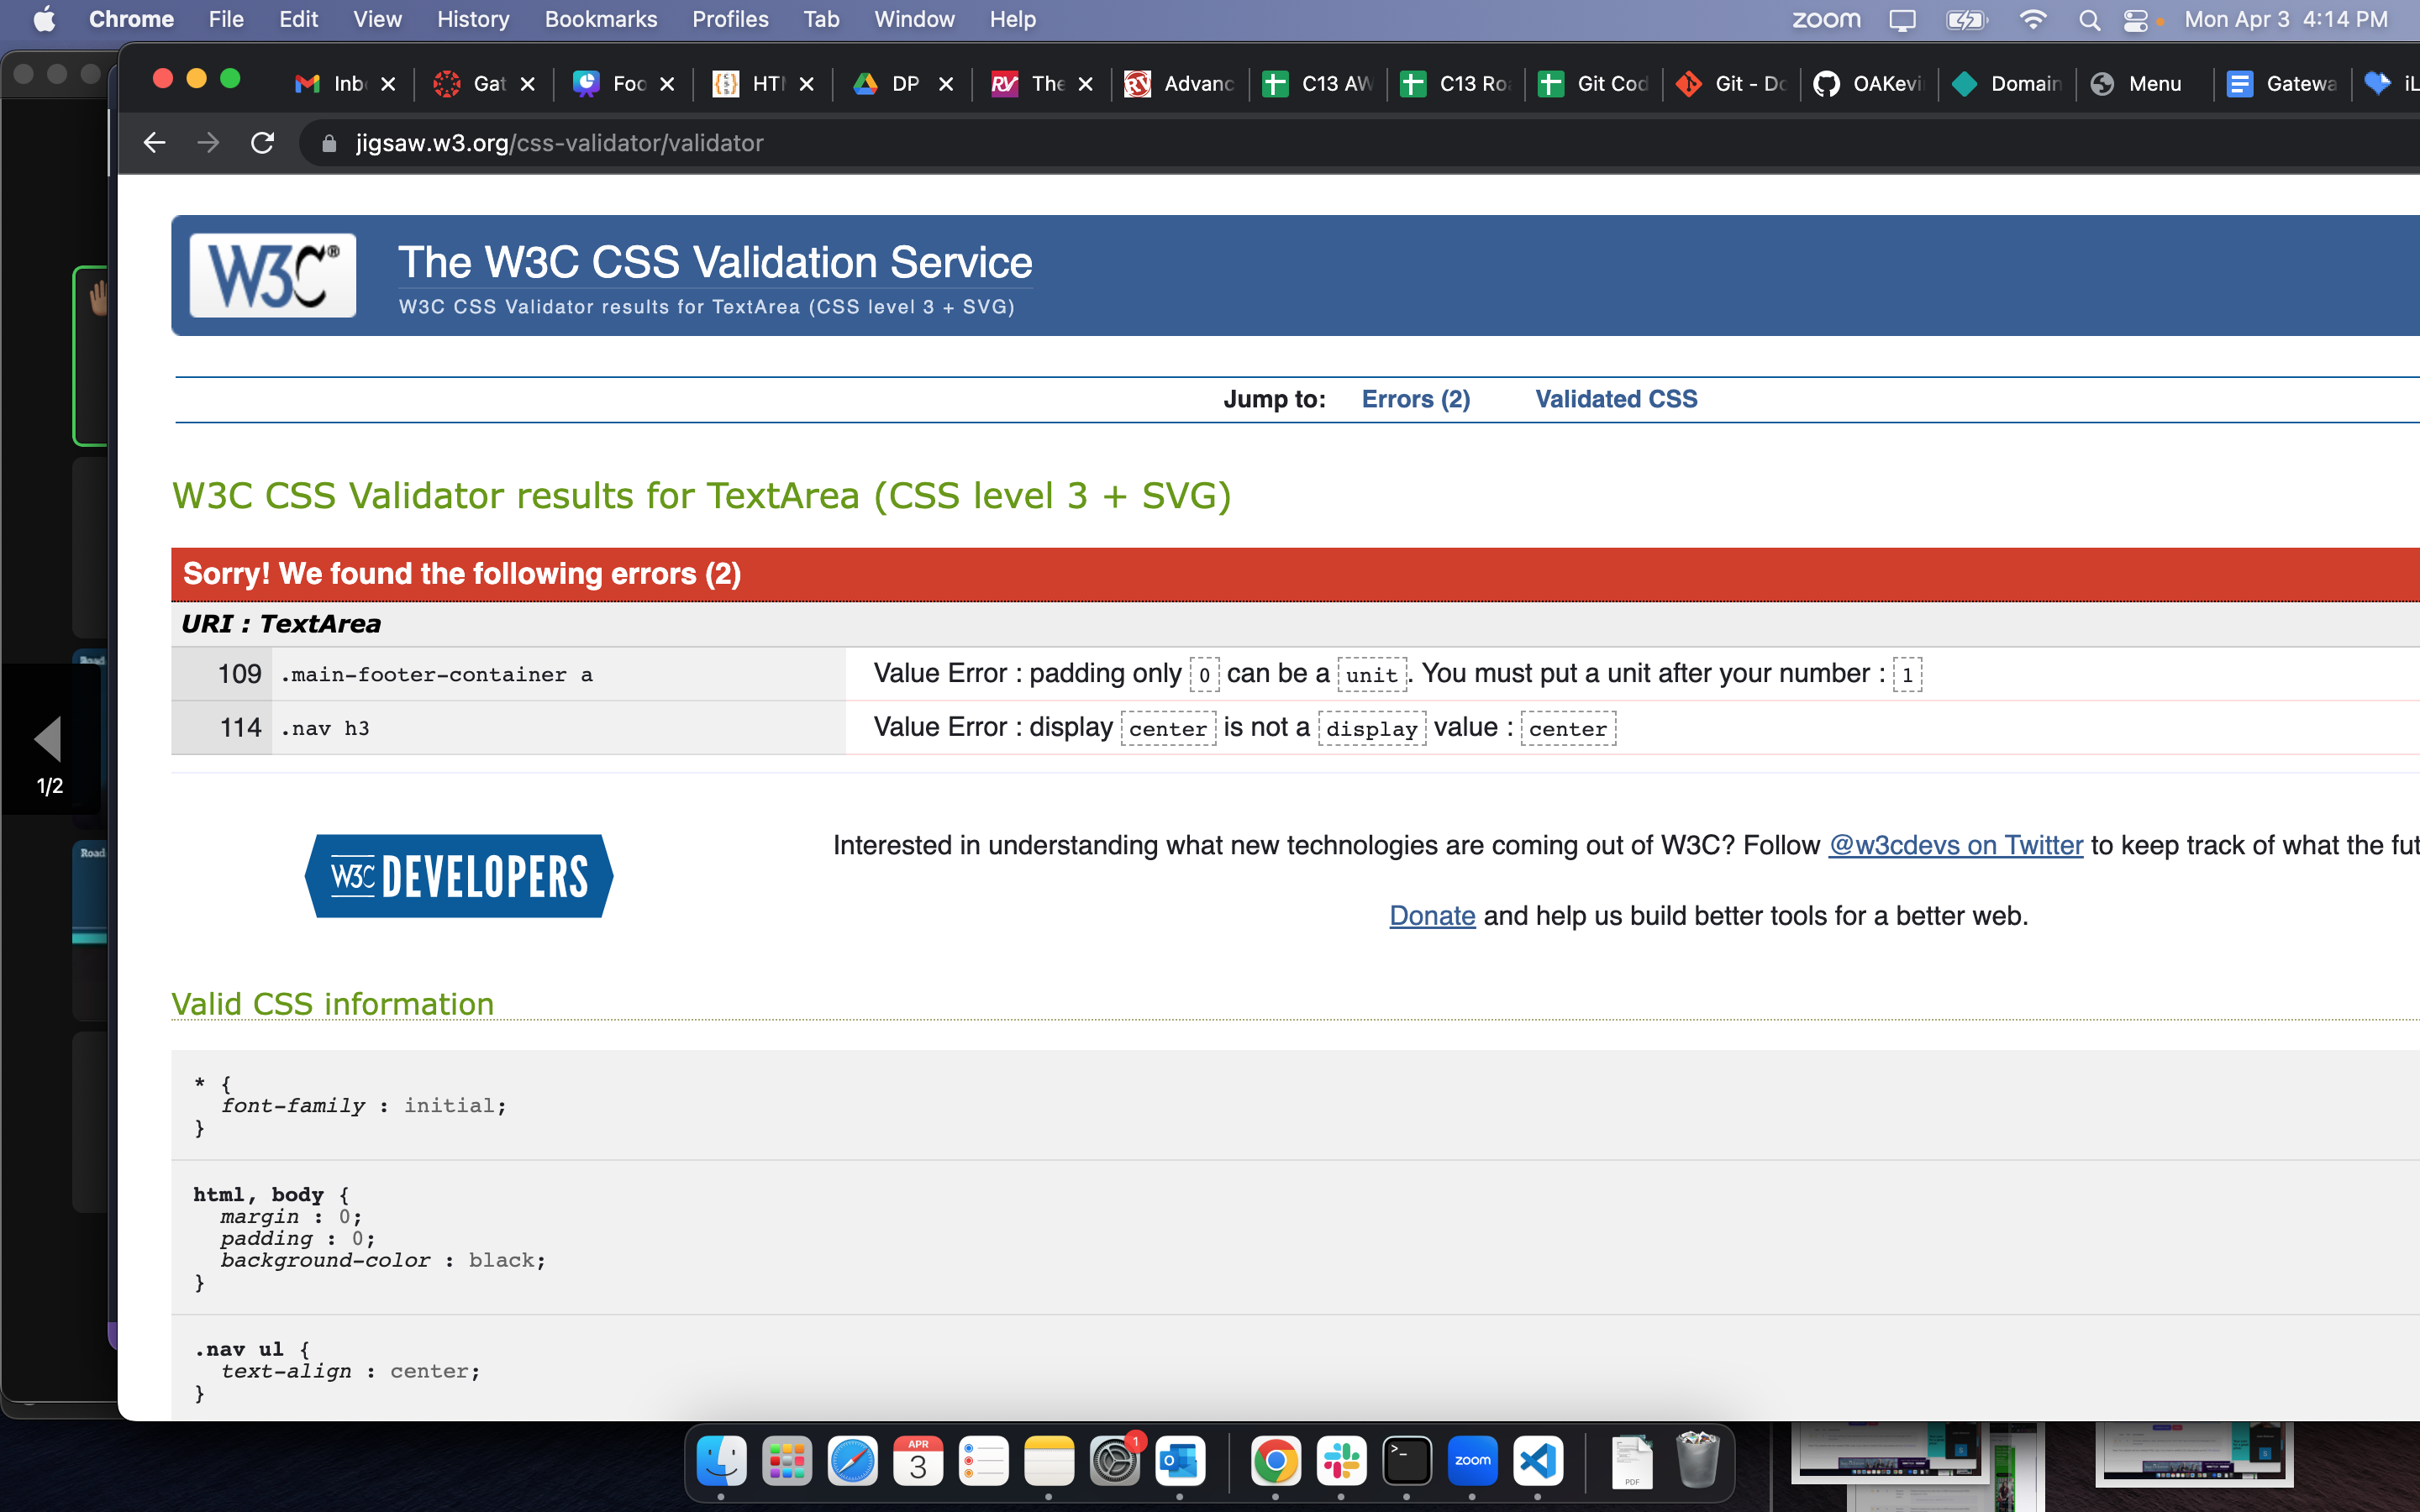 Chrome File Edit View History Bookmarks Profiles Tab Window Help zoom Mon Apr 3 4:14 PM
Inb Gat Foo HTM DP The Advanc C13 AW C13 Roa Git Cod Git - Do OAKevi Domain Menu Gatewa iL
jigsaw.w3.org/css-validator/validator
W3C® The W3C CSS Validation Service
W3C CSS Validator results for TextArea (CSS level 3 + SVG)
Jump to: Errors (2) Validated CSS
W3C CSS Validator results for TextArea (CSS level 3 + SVG)
Sorry! We found the following errors (2)
URI : TextArea
109 .main-footer-container a Value Error : padding only 0 can be a unit. You must put a unit after your number : 1
114 .nav h3 Value Error : display center is not a display value : center
1/2
Road
Road
W3C DEVELOPERS
Interested in understanding what new technologies are coming out of W3C? Follow @w3cdevs on Twitter to keep track of what the fut
Donate and help us build better tools for a better web.
Valid CSS information
* {
font-family : initial;
}
html, body {
margin : 0;
padding : 0;
background-color : black;
}
.nav ul {
text-align : center;
}
APR
3
1
zoom
PDF